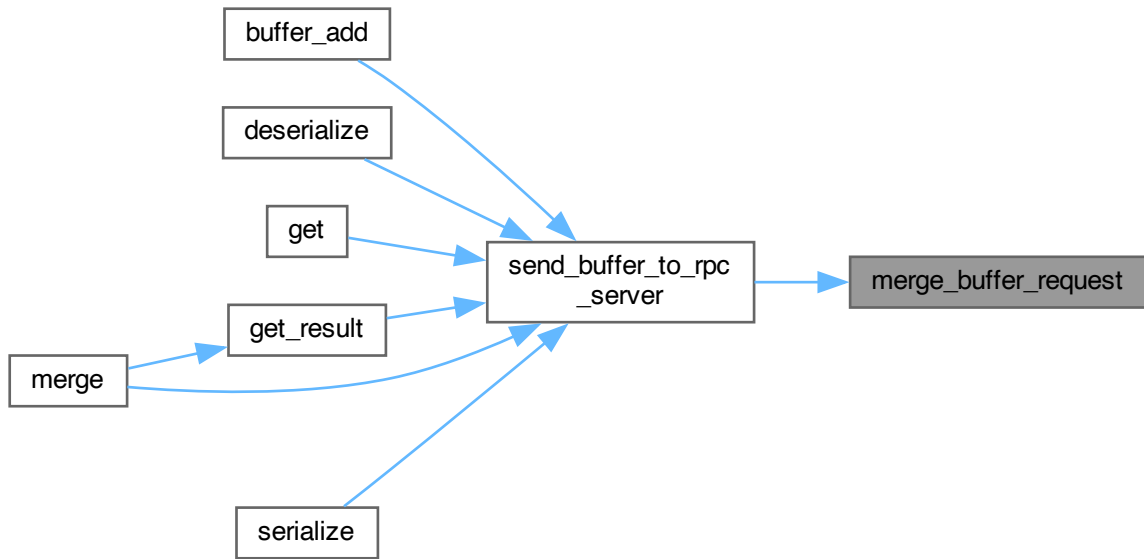 buffer_add
deserialize
get
send_buffer_to_rpc
_server
merge_buffer_request
get_result
merge
serialize